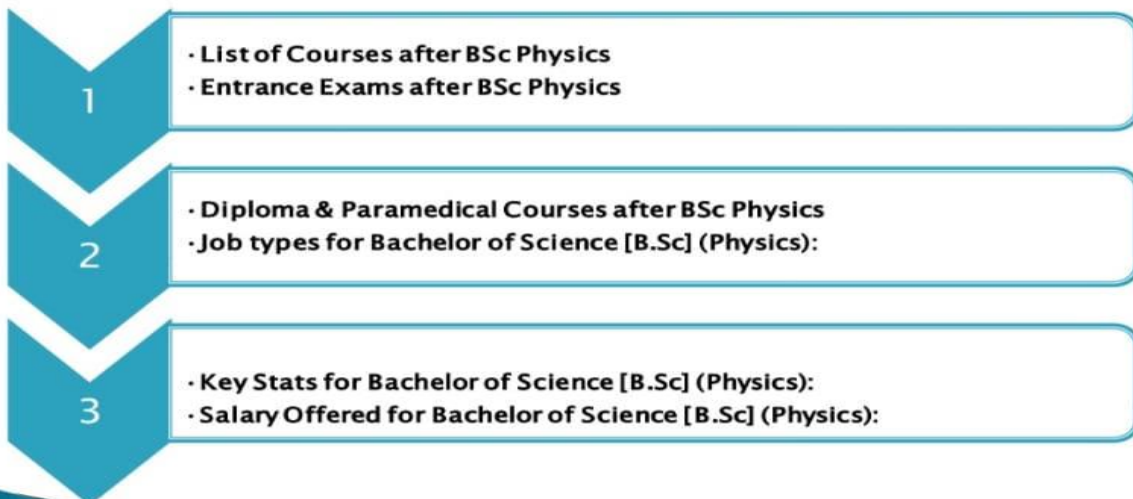 1
· List of Courses after BSc Physics
· Entrance Exams after BSc Physics
2
· Diploma & Paramedical Courses after BSc Physics
· Job types for Bachelor of Science [B.Sc] (Physics):
3
· Key Stats for Bachelor of Science [B.Sc] (Physics):
· Salary Offered for Bachelor of Science [B.Sc] (Physics):